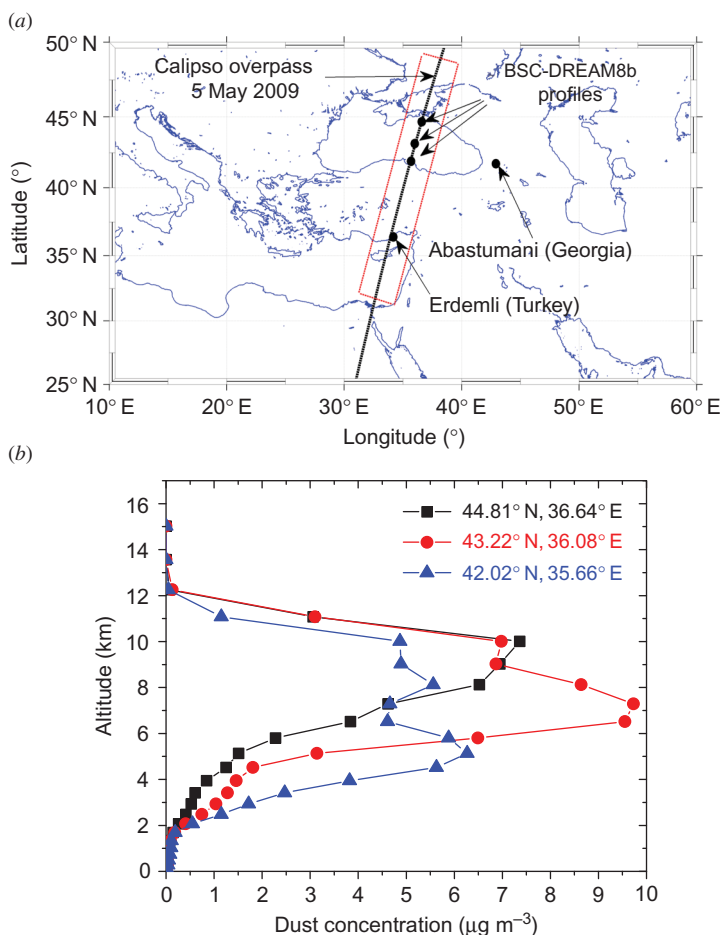 (a)
50° N
45° N
40° N
35° N
30° N
25° N
Latitude (°)
Calipso overpass
5 May 2009
BSC-DREAM8b
profiles
Abastumani (Georgia)
Erdemli (Turkey)
10° E 20° E 30° E 40° E 50° E 60° E
Longitude (°)
(b)
16
14
12
10
8
6
4
2
0
Altitude (km)
44.81° N, 36.64° E
43.22° N, 36.08° E
42.02° N, 35.66° E
0 1 2 3 4 5 6 7 8 9 10
Dust concentration (μg m⁻³)